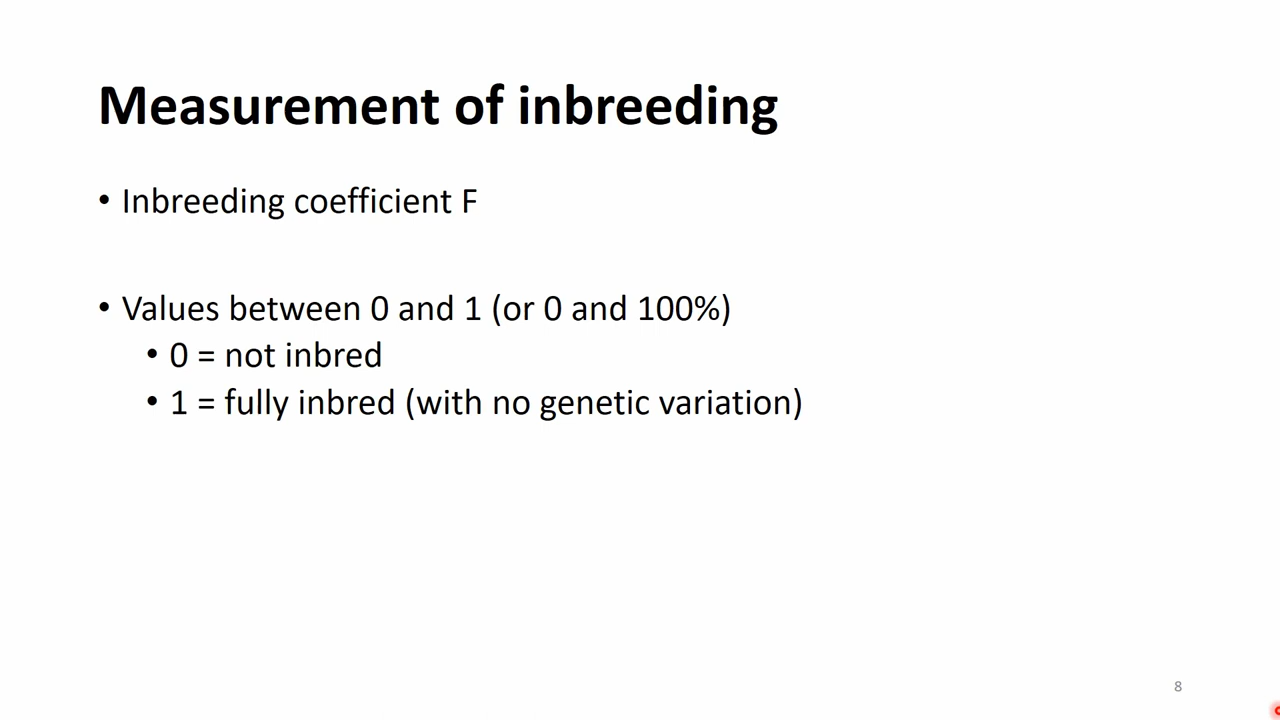 Measurement of inbreeding
• Inbreeding coefficient F
• Values between 0 and 1 (or 0 and 100%)
• 0 = not inbred
• 1 = fully inbred (with no genetic variation)
8